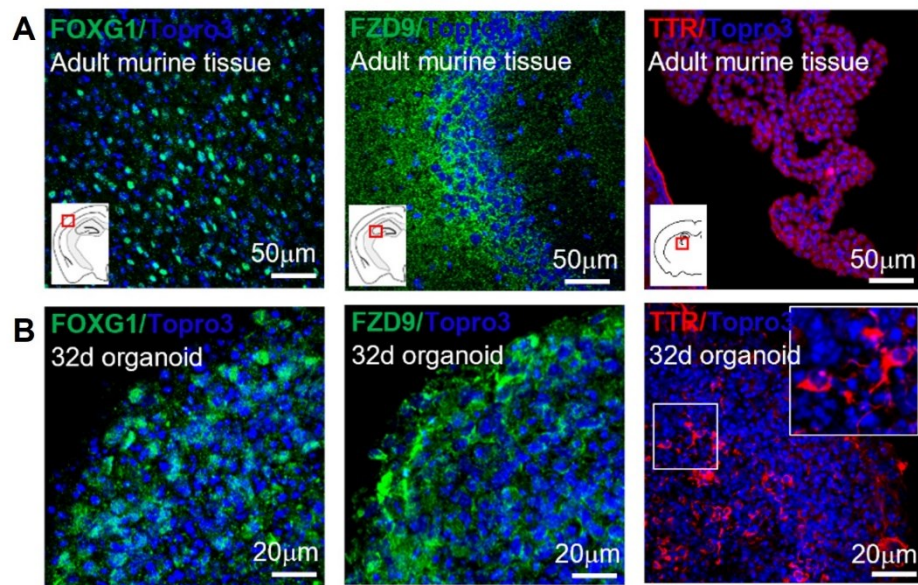 A
FOXG1/Topro3
Adult murine tissue
50μm
FZD9/Topro3
Adult murine tissue
50μm
TTR/Topro3
Adult murine tissue
50μm
B
FOXG1/Topro3
32d organoid
20μm
FZD9/Topro3
32d organoid
20μm
TTR/Topro3
32d organoid
20μm